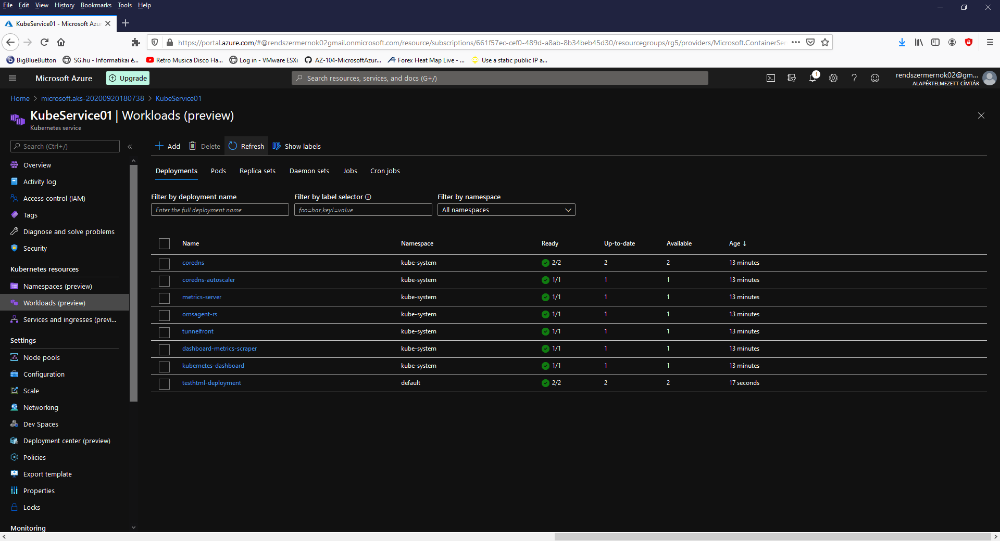 File Edit View History Bookmarks Tools Help
KubeService01 - Microsoft Azu
https://portal.azure.com/#@rendszermernok02gmail.onmicrosoft.com/resource/subscriptions/661f57ec-cef0-489d-a8ab-8b34beb45d30/resourcegroups/rg5/providers/Microsoft.ContainerSer
BigBlueButton SG.hu - Informatikai é... Retro Musica Disco Ha... Log in - VMware ESXi AZ-104-MicrosoftAzur... Forex Heat Map Live - ... Use a static public IP a...
Microsoft Azure Upgrade Search resources, services, and docs (G+/) 1 rendszermernok02@gm...
ALAPÉRTELMEZETT CÍMTÁR
Home > microsoft.aks-20200920180738 > KubeService01
KubeService01 | Workloads (preview)
Kubernetes service
Search (Ctrl+/) «
Overview
Activity log
Access control (IAM)
Tags
Diagnose and solve problems
Security
Kubernetes resources
Namespaces (preview)
Workloads (preview)
Services and ingresses (previ...
Settings
Node pools
Configuration
Scale
Networking
Dev Spaces
Deployment center (preview)
Policies
Export template
Properties
Locks
Monitoring
Add Delete Refresh Show labels
Deployments Pods Replica sets Daemon sets Jobs Cron jobs
Filter by deployment name Filter by label selector Filter by namespace
Enter the full deployment name foo=bar,key!=value All namespaces
Name Namespace Ready Up-to-date Available Age ↓
coredns kube-system 2/2 2 2 13 minutes
coredns-autoscaler kube-system 1/1 1 1 13 minutes
metrics-server kube-system 1/1 1 1 13 minutes
omsagent-rs kube-system 1/1 1 1 13 minutes
tunnelfront kube-system 1/1 1 1 13 minutes
dashboard-metrics-scraper kube-system 1/1 1 1 13 minutes
kubernetes-dashboard kube-system 1/1 1 1 13 minutes
testhtml-deployment default 2/2 2 2 17 seconds